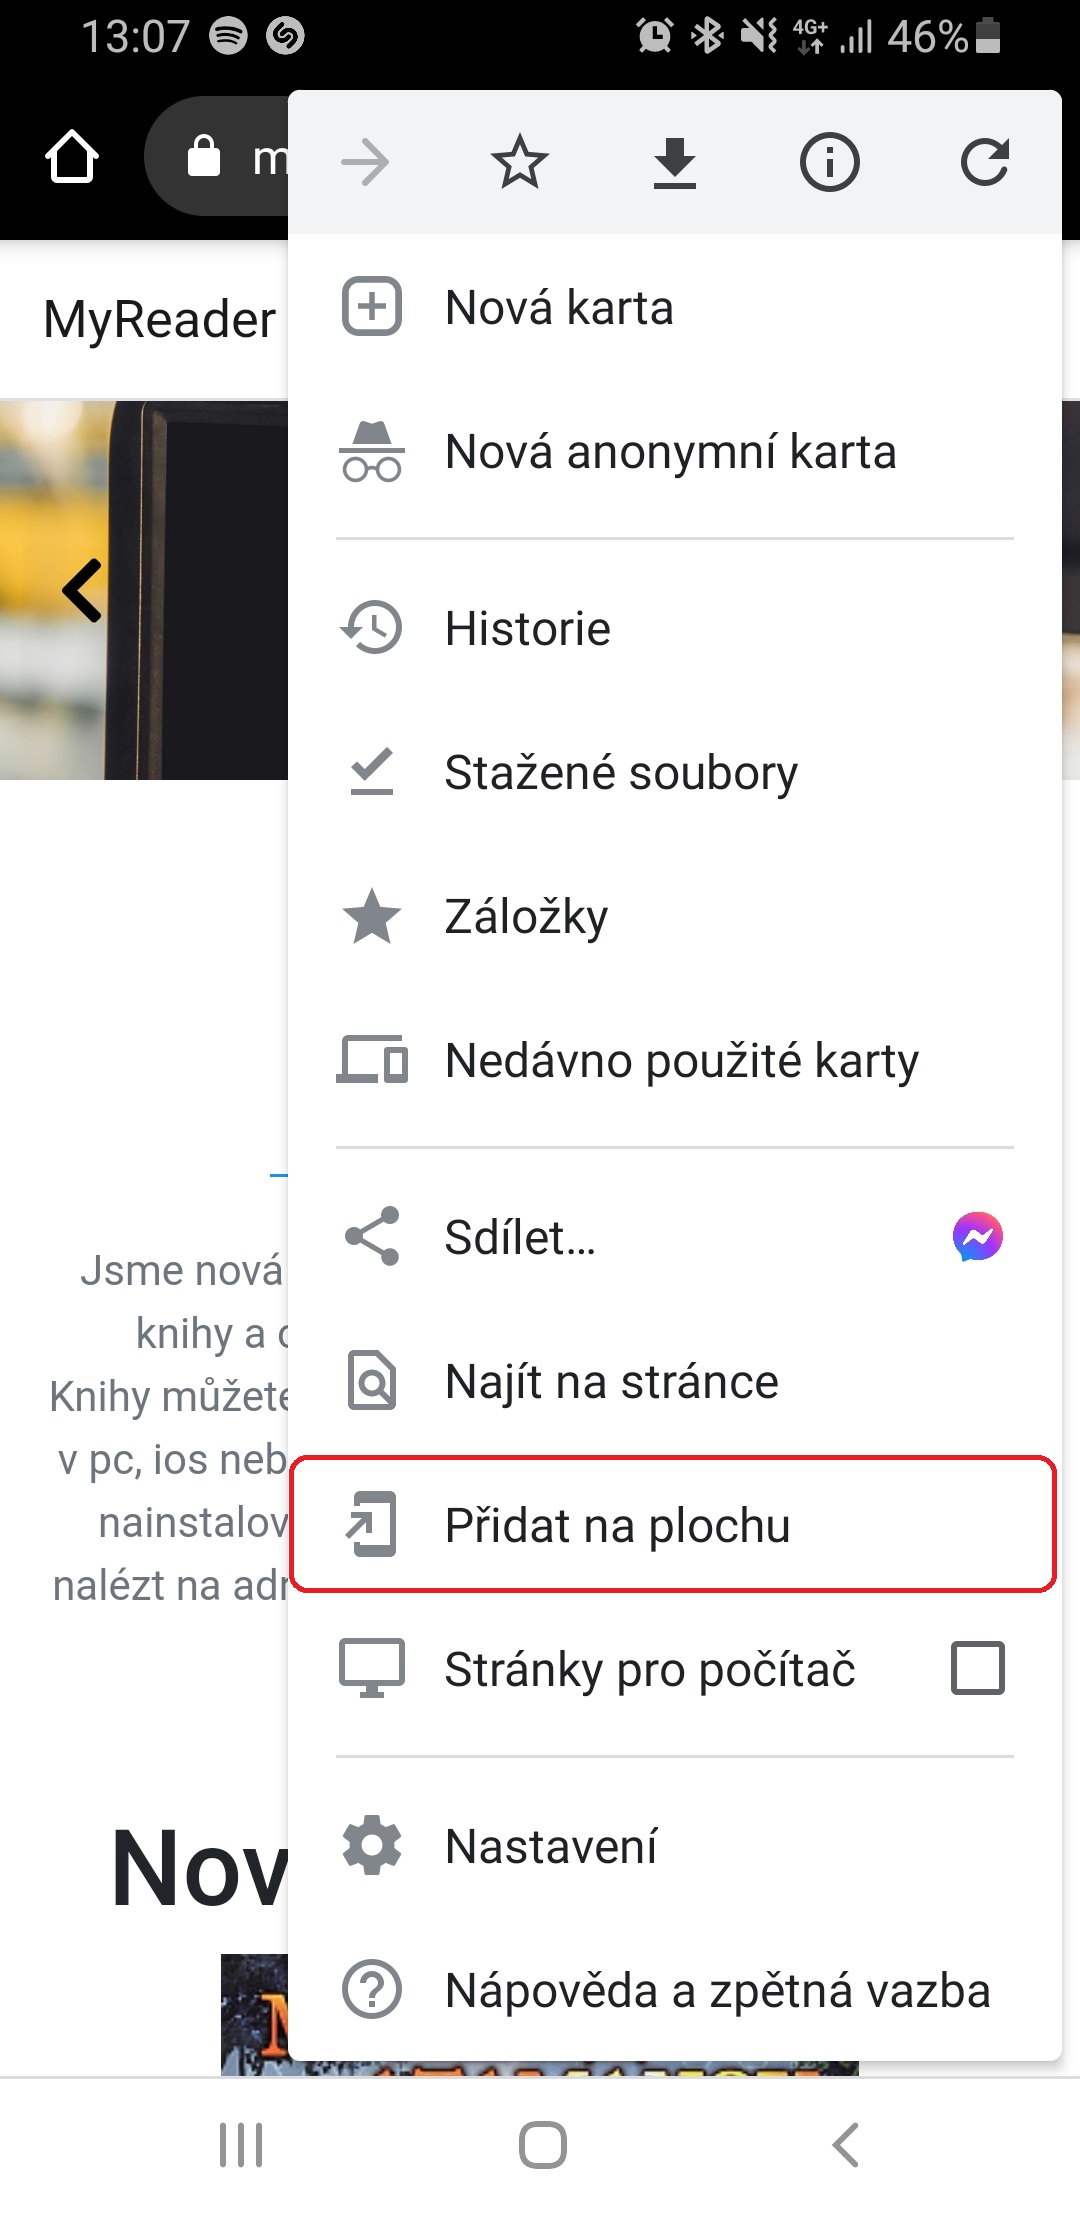 13:07
4G+
46%
m
MyReader
Nová karta
Nová anonymní karta
Historie
Stažené soubory
Záložky
Nedávno použité karty
Sdílet...
Najít na stránce
Přidat na plochu
Stránky pro počítač
Nastavení
Nápověda a zpětná vazba
Jsme nová
knihy a
Knihy můžete
v pc, ios neb
nainstalov
nalézt na adr
Nov